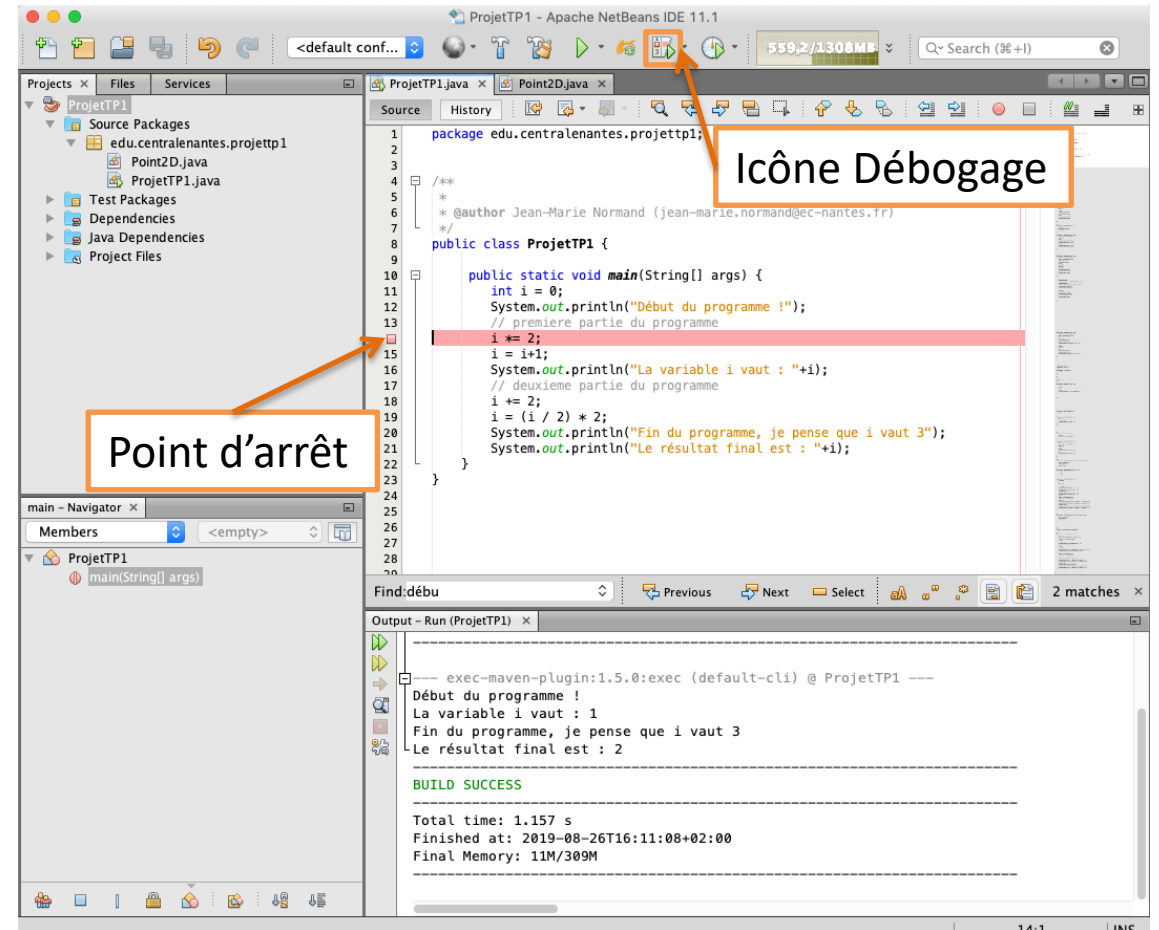 ProjetTP1 - Apache NetBeans IDE 11.1
<default conf...
559,2/1308MB
Search (⌘+I)
Projects
Files
Services
ProjetTP1
Source Packages
edu.centralenantes.projettp1
Point2D.java
ProjetTP1.java
Test Packages
Dependencies
Java Dependencies
Project Files
ProjetTP1.java
Point2D.java
Source
History
Icône Débogage
1 package edu.centralenantes.projettp1;
2
3
4 /**
5 *
6 * @author Jean-Marie Normand (jean-marie.normand@ec-nantes.fr)
7 */
8 public class ProjetTP1 {
9
10 public static void main(String[] args) {
11 int i = 0;
12 System.out.println("Début du programme !");
13 // premiere partie du programme
i *= 2;
15 i = i+1;
16 System.out.println("La variable i vaut : "+i);
17 // deuxieme partie du programme
18 i += 2;
19 i = (i / 2) * 2;
20 System.out.println("Fin du programme, je pense que i vaut 3");
21 System.out.println("Le résultat final est : "+i);
22 }
23 }
24
25
26
27
28
Point d'arrêt
main – Navigator
Members
<empty>
ProjetTP1
main(String[] args)
Find: débu
Previous
Next
Select
2 matches
Output – Run (ProjetTP1)
------------------------------------------------------------------------
--- exec-maven-plugin:1.5.0:exec (default-cli) @ ProjetTP1 ---
Début du programme !
La variable i vaut : 1
Fin du programme, je pense que i vaut 3
Le résultat final est : 2
------------------------------------------------------------------------
BUILD SUCCESS
------------------------------------------------------------------------
Total time: 1.157 s
Finished at: 2019-08-26T16:11:08+02:00
Final Memory: 11M/309M
------------------------------------------------------------------------
14:1
INS